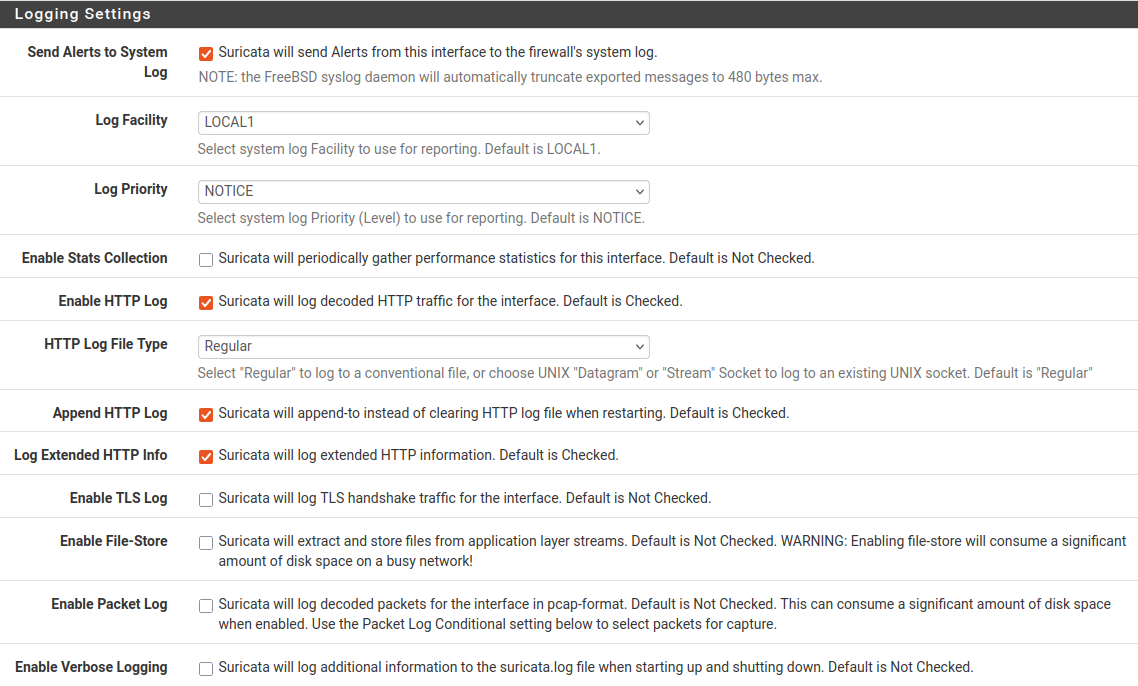 Logging Settings
Send Alerts to System
Log
Suricata will send Alerts from this interface to the firewall's system log.
NOTE: the FreeBSD syslog daemon will automatically truncate exported messages to 480 bytes max.
Log Facility
LOCAL1
Select system log Facility to use for reporting. Default is LOCAL1.
Log Priority
NOTICE
Select system log Priority (Level) to use for reporting. Default is NOTICE.
Enable Stats Collection
Suricata will periodically gather performance statistics for this interface. Default is Not Checked.
Enable HTTP Log
Suricata will log decoded HTTP traffic for the interface. Default is Checked.
HTTP Log File Type
Regular
Select "Regular" to log to a conventional file, or choose UNIX "Datagram" or "Stream" Socket to log to an existing UNIX socket. Default is "Regular"
Append HTTP Log
Suricata will append-to instead of clearing HTTP log file when restarting. Default is Checked.
Log Extended HTTP Info
Suricata will log extended HTTP information. Default is Checked.
Enable TLS Log
Suricata will log TLS handshake traffic for the interface. Default is Not Checked.
Enable File-Store
Suricata will extract and store files from application layer streams. Default is Not Checked. WARNING: Enabling file-store will consume a significant
amount of disk space on a busy network!
Enable Packet Log
Suricata will log decoded packets for the interface in pcap-format. Default is Not Checked. This can consume a significant amount of disk space
when enabled. Use the Packet Log Conditional setting below to select packets for capture.
Enable Verbose Logging
Suricata will log additional information to the suricata.log file when starting up and shutting down. Default is Not Checked.